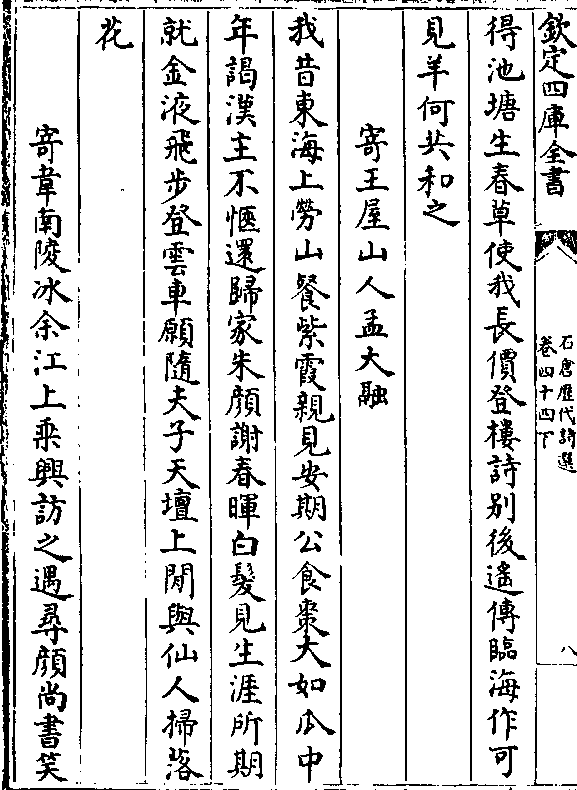 欽定四庫全書
石倉歷代詩選
卷四十四下
八
得池塘生春草使我長價登樓詩别後遥傳臨海作可
見羊何共和之
寄王屋山人孟大融
我昔東海上勞山餐紫霞親見安期公食棗大如瓜中
年謁漢主不愜還歸家朱顔謝春暉白髪見生涯所期
就金液飛步登雲車願隨夫子天壇上閒與仙人掃落
花
寄韋南陵冰余江上乘興訪之遇尋顔尚書笑